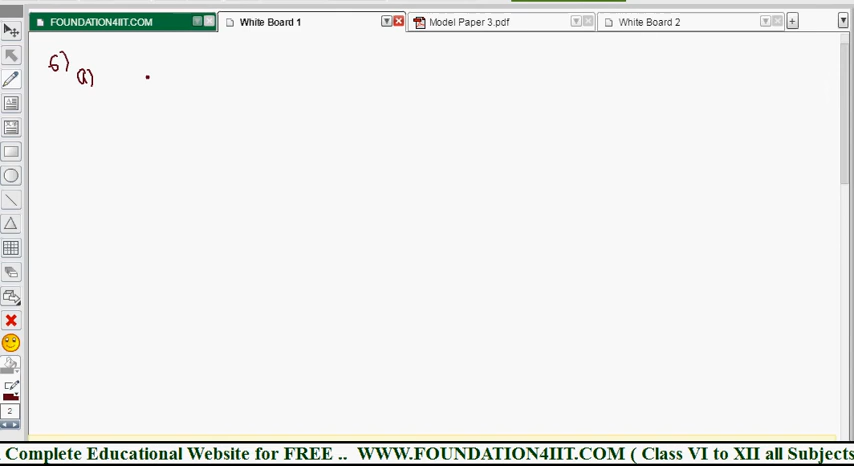 FOUNDATION4IIT.COM White Board 1 Model Paper 3.pdf White Board 2 +
6)
(a)
2
Complete Educational Website for FREE .. WWW.FOUNDATION4IIT.COM ( Class VI to XII all Subjects